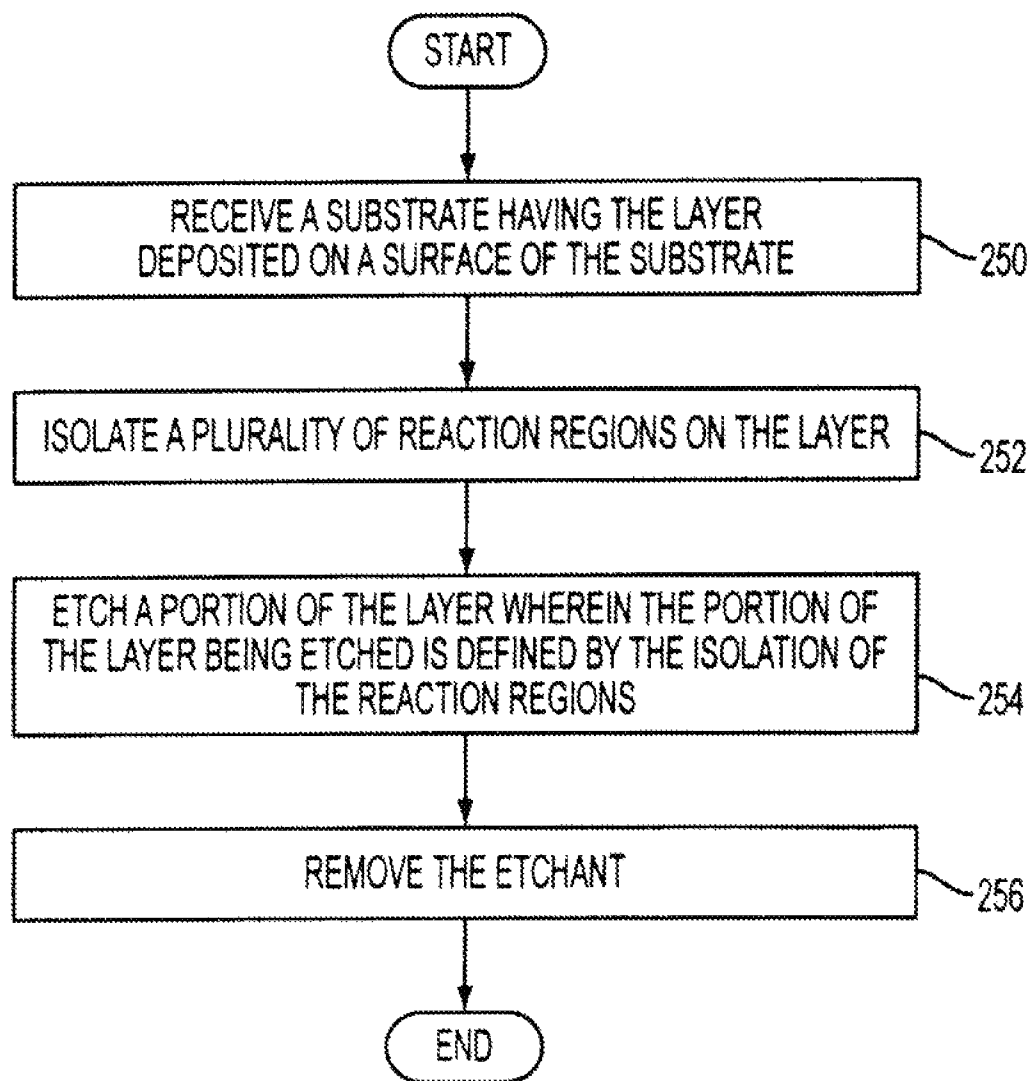 START
RECEIVE A SUBSTRATE HAVING THE LAYER
DEPOSITED ON A SURFACE OF THE SUBSTRATE
250
ISOLATE A PLURALITY OF REACTION REGIONS ON THE LAYER
252
ETCH A PORTION OF THE LAYER WHEREIN THE PORTION OF
THE LAYER BEING ETCHED IS DEFINED BY THE ISOLATION OF
THE REACTION REGIONS
254
REMOVE THE ETCHANT
256
END